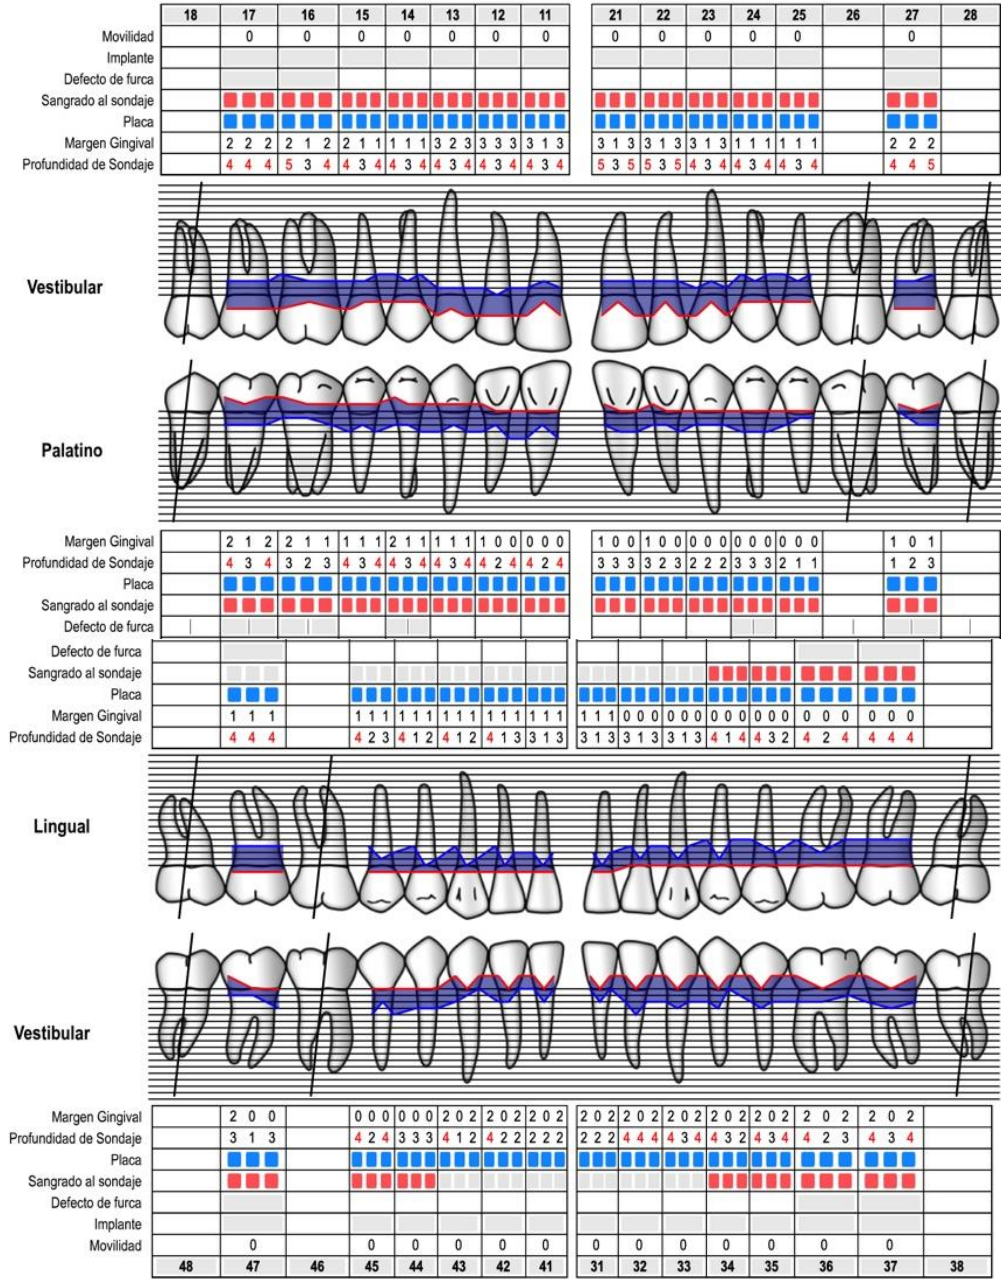 18 17 16 15 14 13 12 11 21 22 23 24 25 26 27 28
Movilidad 0 0 0 0 0 0 0 0 0 0 0 0 0
Implante
Defecto de furca
Sangrado al sondaje
Placa
Margen Gingival 2 2 2 2 1 2 2 1 1 1 1 1 3 2 3 3 3 3 3 1 3 3 1 3 3 1 3 3 1 3 1 1 1 1 1 1 2 2 2
Profundidad de Sondaje 4 4 4 5 3 4 4 3 4 4 3 4 4 3 4 4 3 4 4 3 4 5 3 5 5 3 5 4 3 4 4 3 4 4 3 4 4 4 5
Vestibular
Palatino
Margen Gingival 2 1 2 2 1 1 1 1 1 2 1 1 1 1 1 1 0 0 0 0 0 1 0 0 1 0 0 0 0 0 0 0 0 0 0 0 1 0 1
Profundidad de Sondaje 4 3 4 3 2 3 4 3 4 4 3 4 4 3 4 4 2 4 4 2 4 3 3 3 3 2 3 2 2 2 3 3 3 2 1 1 1 2 3
Placa
Sangrado al sondaje
Defecto de furca
Defecto de furca
Sangrado al sondaje
Placa
Margen Gingival 1 1 1 1 1 1 1 1 1 1 1 1 1 1 1 1 1 1 1 1 1 0 0 0 0 0 0 0 0 0 0 0 0 0 0 0 0 0 0
Profundidad de Sondaje 4 4 4 4 2 3 4 1 2 4 1 2 4 1 3 3 1 3 3 1 3 3 1 3 3 1 3 4 1 4 4 3 2 4 2 4 4 4 4
Lingual
Vestibular
Margen Gingival 2 0 0 0 0 0 0 0 0 2 0 2 2 0 2 2 0 2 2 0 2 2 0 2 2 0 2 2 0 2 2 0 2 2 0 2 2 0 2
Profundidad de Sondaje 3 1 3 4 2 4 3 3 3 4 1 2 4 2 2 2 2 2 2 2 2 4 4 4 4 3 4 4 3 2 4 3 4 4 2 3 4 3 4
Placa
Sangrado al sondaje
Defecto de furca
Implante
Movilidad 0 0 0 0 0 0 0 0 0 0 0 0 0
48 47 46 45 44 43 42 41 31 32 33 34 35 36 37 38